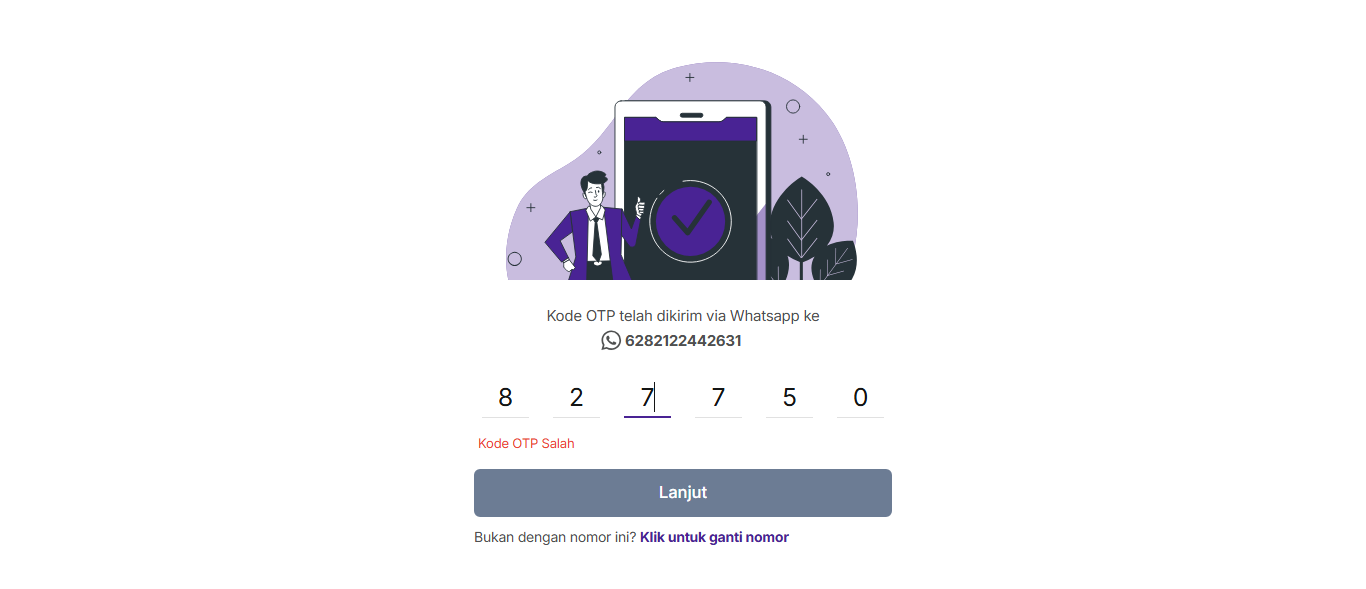 Kode OTP telah dikirim via Whatsapp ke
6282122442631
8 2 7 7 5 0
Kode OTP Salah
Lanjut
Bukan dengan nomor ini? Klik untuk ganti nomor